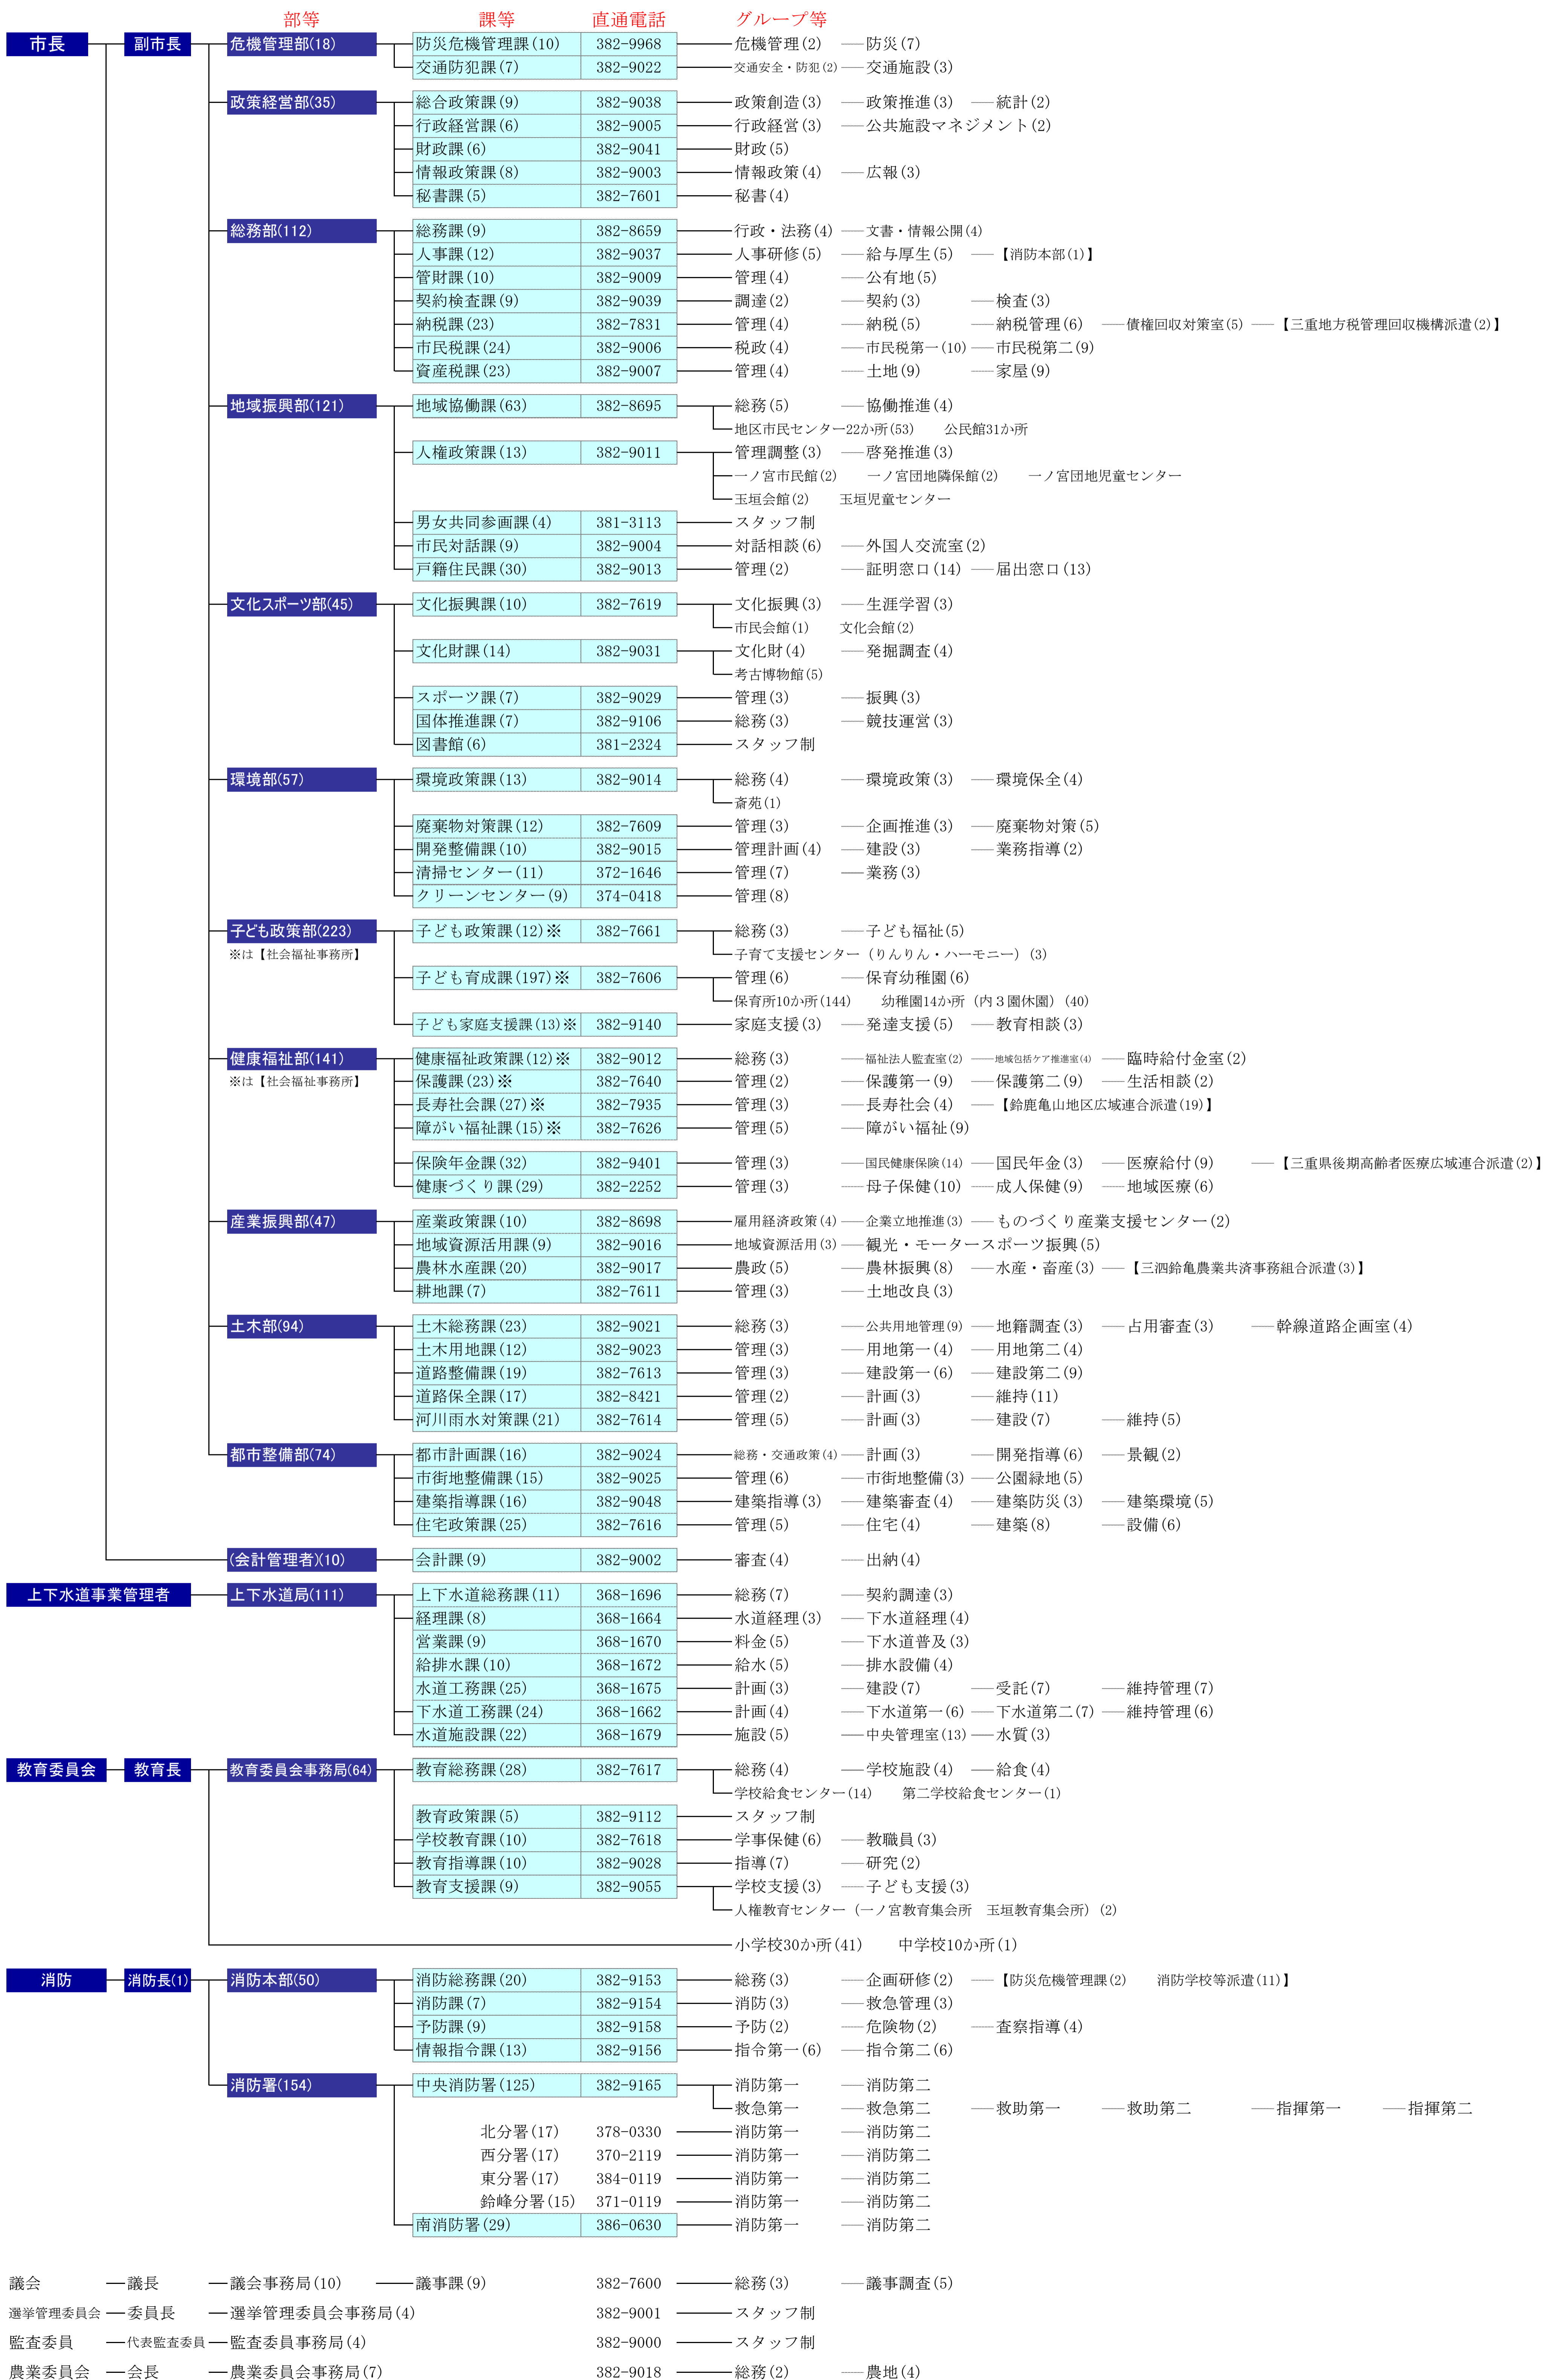 部等 課等 直通電話 グループ等
市長 副市長 危機管理部(18) 防災危機管理課(10) 382-9968 危機管理(2) 防災(7)
交通防犯課(7) 382-9022 交通安全・防犯(2) 交通施設(3)
政策経営部(35) 総合政策課(9) 382-9038 政策創造(3) 政策推進(3) 統計(2)
行政経営課(6) 382-9005 行政経営(3) 公共施設マネジメント(2)
財政課(6) 382-9041 財政(5)
情報政策課(8) 382-9003 情報政策(4) 広報(3)
秘書課(5) 382-7601 秘書(4)
総務部(112) 総務課(9) 382-8659 行政・法務(4) 文書・情報公開(4)
人事課(12) 382-9037 人事研修(5) 給与厚生(5) 【消防本部(1)】
管財課(10) 382-9009 管理(4) 公有地(5)
契約検査課(9) 382-9039 調達(2) 契約(3) 検査(3)
納税課(23) 382-7831 管理(4) 納税(5) 納税管理(6) 債権回収対策室(5) 【三重地方税管理回収機構派遣(2)】
市民税課(24) 382-9006 税政(4) 市民税第一(10) 市民税第二(9)
資産税課(23) 382-9007 管理(4) 土地(9) 家屋(9)
地域振興部(121) 地域協働課(63) 382-8695 総務(5) 協働推進(4)
地区市民センター22か所(53) 公民館31か所
人権政策課(13) 382-9011 管理調整(3) 啓発推進(3)
一ノ宮市民館(2) 一ノ宮団地隣保館(2) 一ノ宮団地児童センター
玉垣会館(2) 玉垣児童センター
男女共同参画課(4) 381-3113 スタッフ制
市民対話課(9) 382-9004 対話相談(6) 外国人交流室(2)
戸籍住民課(30) 382-9013 管理(2) 証明窓口(14) 届出窓口(13)
文化スポーツ部(45) 文化振興課(10) 382-7619 文化振興(3) 生涯学習(3)
市民会館(1) 文化会館(2)
文化財課(14) 382-9031 文化財(4) 発掘調査(4)
考古博物館(5)
スポーツ課(7) 382-9029 管理(3) 振興(3)
国体推進課(7) 382-9106 総務(3) 競技運営(3)
図書館(6) 381-2324 スタッフ制
環境部(57) 環境政策課(13) 382-9014 総務(4) 環境政策(3) 環境保全(4)
斎苑(1)
廃棄物対策課(12) 382-7609 管理(3) 企画推進(3) 廃棄物対策(5)
開発整備課(10) 382-9015 管理計画(4) 建設(3) 業務指導(2)
清掃センター(11) 372-1646 管理(7) 業務(3)
クリーンセンター(9) 374-0418 管理(8)
子ども政策部(223) 子ども政策課(12)※ 382-7661 総務(3) 子ども福祉(5)
※は【社会福祉事務所】 子育て支援センター（りんりん・ハーモニー）(3)
子ども育成課(197)※ 382-7606 管理(6) 保育幼稚園(6)
保育所10か所(144) 幼稚園14か所（内３園休園）(40)
子ども家庭支援課(13)※ 382-9140 家庭支援(3) 発達支援(5) 教育相談(3)
健康福祉部(141) 健康福祉政策課(12)※ 382-9012 総務(3) 福祉法人監査室(2) 地域包括ケア推進室(4) 臨時給付金室(2)
※は【社会福祉事務所】 保護課(23)※ 382-7640 管理(2) 保護第一(9) 保護第二(9) 生活相談(2)
長寿社会課(27)※ 382-7935 管理(3) 長寿社会(4) 【鈴鹿亀山地区広域連合派遣(19)】
障がい福祉課(15)※ 382-7626 管理(5) 障がい福祉(9)
保険年金課(32) 382-9401 管理(3) 国民健康保険(14) 国民年金(3) 医療給付(9) 【三重県後期高齢者医療広域連合派遣(2)】
健康づくり課(29) 382-2252 管理(3) 母子保健(10) 成人保健(9) 地域医療(6)
産業振興部(47) 産業政策課(10) 382-8698 雇用経済政策(4) 企業立地推進(3) ものづくり産業支援センター(2)
地域資源活用課(9) 382-9016 地域資源活用(3) 観光・モータースポーツ振興(5)
農林水産課(20) 382-9017 農政(5) 農林振興(8) 水産・畜産(3) 【三泗鈴亀農業共済事務組合派遣(3)】
耕地課(7) 382-7611 管理(3) 土地改良(3)
土木部(94) 土木総務課(23) 382-9021 総務(3) 公共用地管理(9) 地籍調査(3) 占用審査(3) 幹線道路企画室(4)
土木用地課(12) 382-9023 管理(3) 用地第一(4) 用地第二(4)
道路整備課(19) 382-7613 管理(3) 建設第一(6) 建設第二(9)
道路保全課(17) 382-8421 管理(2) 計画(3) 維持(11)
河川雨水対策課(21) 382-7614 管理(5) 計画(3) 建設(7) 維持(5)
都市整備部(74) 都市計画課(16) 382-9024 総務・交通政策(4) 計画(3) 開発指導(6) 景観(2)
市街地整備課(15) 382-9025 管理(6) 市街地整備(3) 公園緑地(5)
建築指導課(16) 382-9048 建築指導(3) 建築審査(4) 建築防災(3) 建築環境(5)
住宅政策課(25) 382-7616 管理(5) 住宅(4) 建築(8) 設備(6)
(会計管理者)(10) 会計課(9) 382-9002 審査(4) 出納(4)
上下水道事業管理者 上下水道局(111) 上下水道総務課(11) 368-1696 総務(7) 契約調達(3)
経理課(8) 368-1664 水道経理(3) 下水道経理(4)
営業課(9) 368-1670 料金(5) 下水道普及(3)
給排水課(10) 368-1672 給水(5) 排水設備(4)
水道工務課(25) 368-1675 計画(3) 建設(7) 受託(7) 維持管理(7)
下水道工務課(24) 368-1662 計画(4) 下水道第一(6) 下水道第二(7) 維持管理(6)
水道施設課(22) 368-1679 施設(5) 中央管理室(13) 水質(3)
教育委員会 教育長 教育委員会事務局(64) 教育総務課(28) 382-7617 総務(4) 学校施設(4) 給食(4)
学校給食センター(14) 第二学校給食センター(1)
教育政策課(5) 382-9112 スタッフ制
学校教育課(10) 382-7618 学事保健(6) 教職員(3)
教育指導課(10) 382-9028 指導(7) 研究(2)
教育支援課(9) 382-9055 学校支援(3) 子ども支援(3)
人権教育センター（一ノ宮教育集会所 玉垣教育集会所）(2)
小学校30か所(41) 中学校10か所(1)
消防 消防長(1) 消防本部(50) 消防総務課(20) 382-9153 総務(3) 企画研修(2) 【防災危機管理課(2) 消防学校等派遣(11)】
消防課(7) 382-9154 消防(3) 救急管理(3)
予防課(9) 382-9158 予防(2) 危険物(2) 査察指導(4)
情報指令課(13) 382-9156 指令第一(6) 指令第二(6)
消防署(154) 中央消防署(125) 382-9165 消防第一 消防第二
救急第一 救急第二 救助第一 救助第二 指揮第一 指揮第二
北分署(17) 378-0330 消防第一 消防第二
西分署(17) 370-2119 消防第一 消防第二
東分署(17) 384-0119 消防第一 消防第二
鈴峰分署(15) 371-0119 消防第一 消防第二
南消防署(29) 386-0630 消防第一 消防第二
議会 議長 議会事務局(10) 議事課(9) 382-7600 総務(3) 議事調査(5)
選挙管理委員会 委員長 選挙管理委員会事務局(4) 382-9001 スタッフ制
監査委員 代表監査委員 監査委員事務局(4) 382-9000 スタッフ制
農業委員会 会長 農業委員会事務局(7) 382-9018 総務(2) 農地(4)